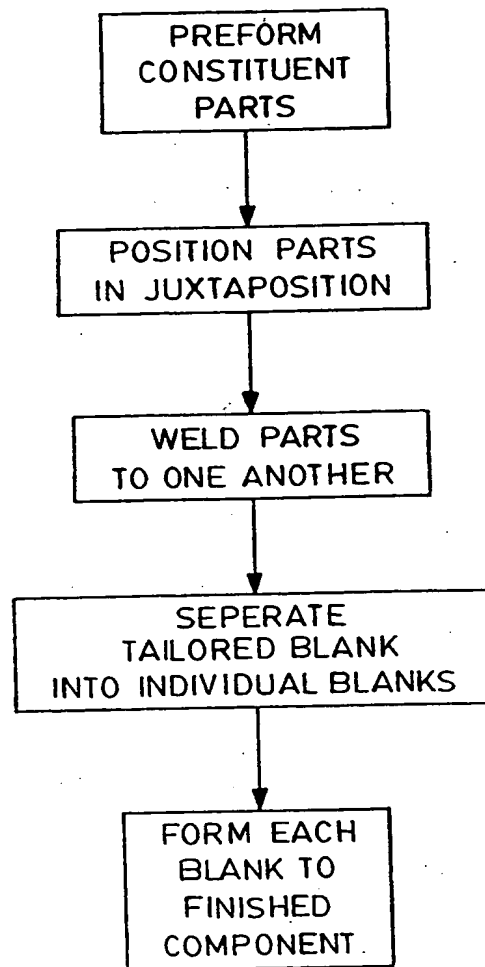 PREFORM
CONSTITUENT
PARTS
POSITION PARTS
IN JUXTAPOSITION
WELD PARTS
TO ONE ANOTHER
SEPERATE
TAILORED BLANK
INTO INDIVIDUAL BLANKS
FORM EACH
BLANK TO
FINISHED
COMPONENT